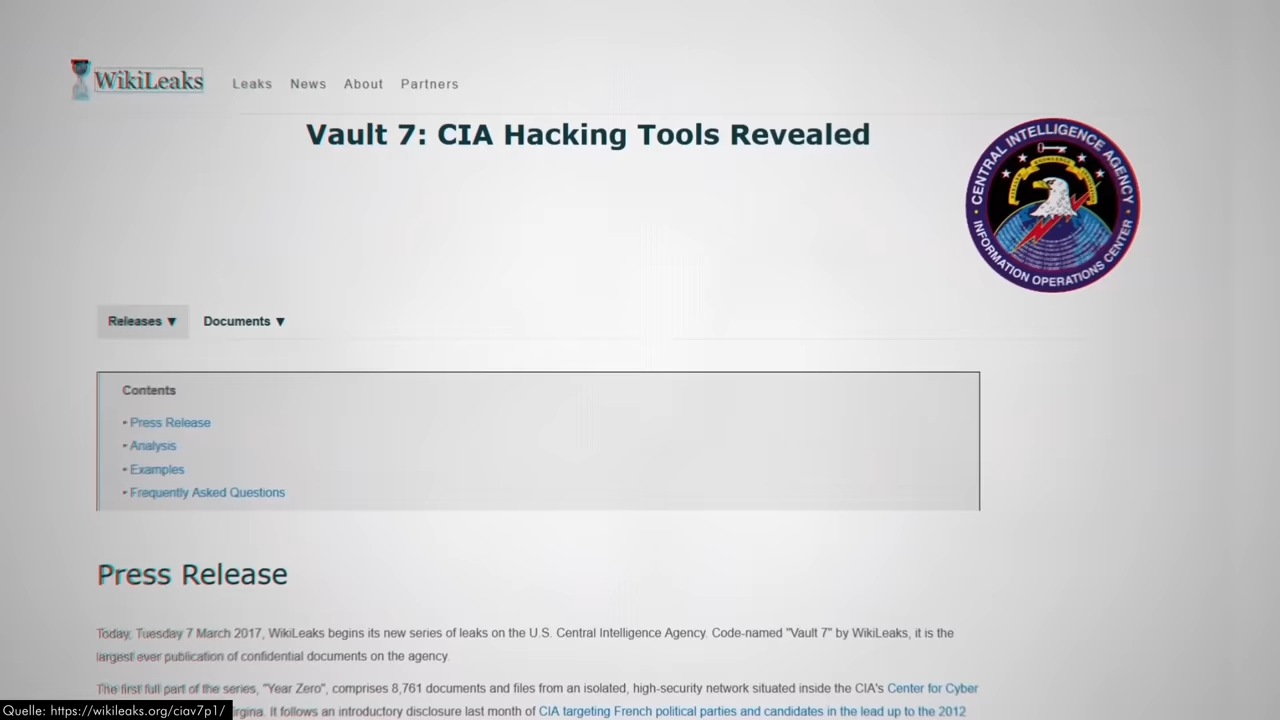 WikiLeaks Leaks News About Partners
Vault 7: CIA Hacking Tools Revealed
CENTRAL INTELLIGENCE AGENCY
INFORMATION OPERATIONS CENTER
Releases ▼ Documents ▼
Contents
• Press Release
• Analysis
• Examples
• Frequently Asked Questions
Press Release
Today, Tuesday 7 March 2017, WikiLeaks begins its new series of leaks on the U.S. Central Intelligence Agency. Code-named "Vault 7" by WikiLeaks, it is the
largest ever publication of confidential documents on the agency.
The first full part of the series, "Year Zero", comprises 8,761 documents and files from an isolated, high-security network situated inside the CIA's Center for Cyber
rgina. It follows an introductory disclosure last month of CIA targeting French political parties and candidates in the lead up to the 2012
Quelle: https://wikileaks.org/ciav7p1/